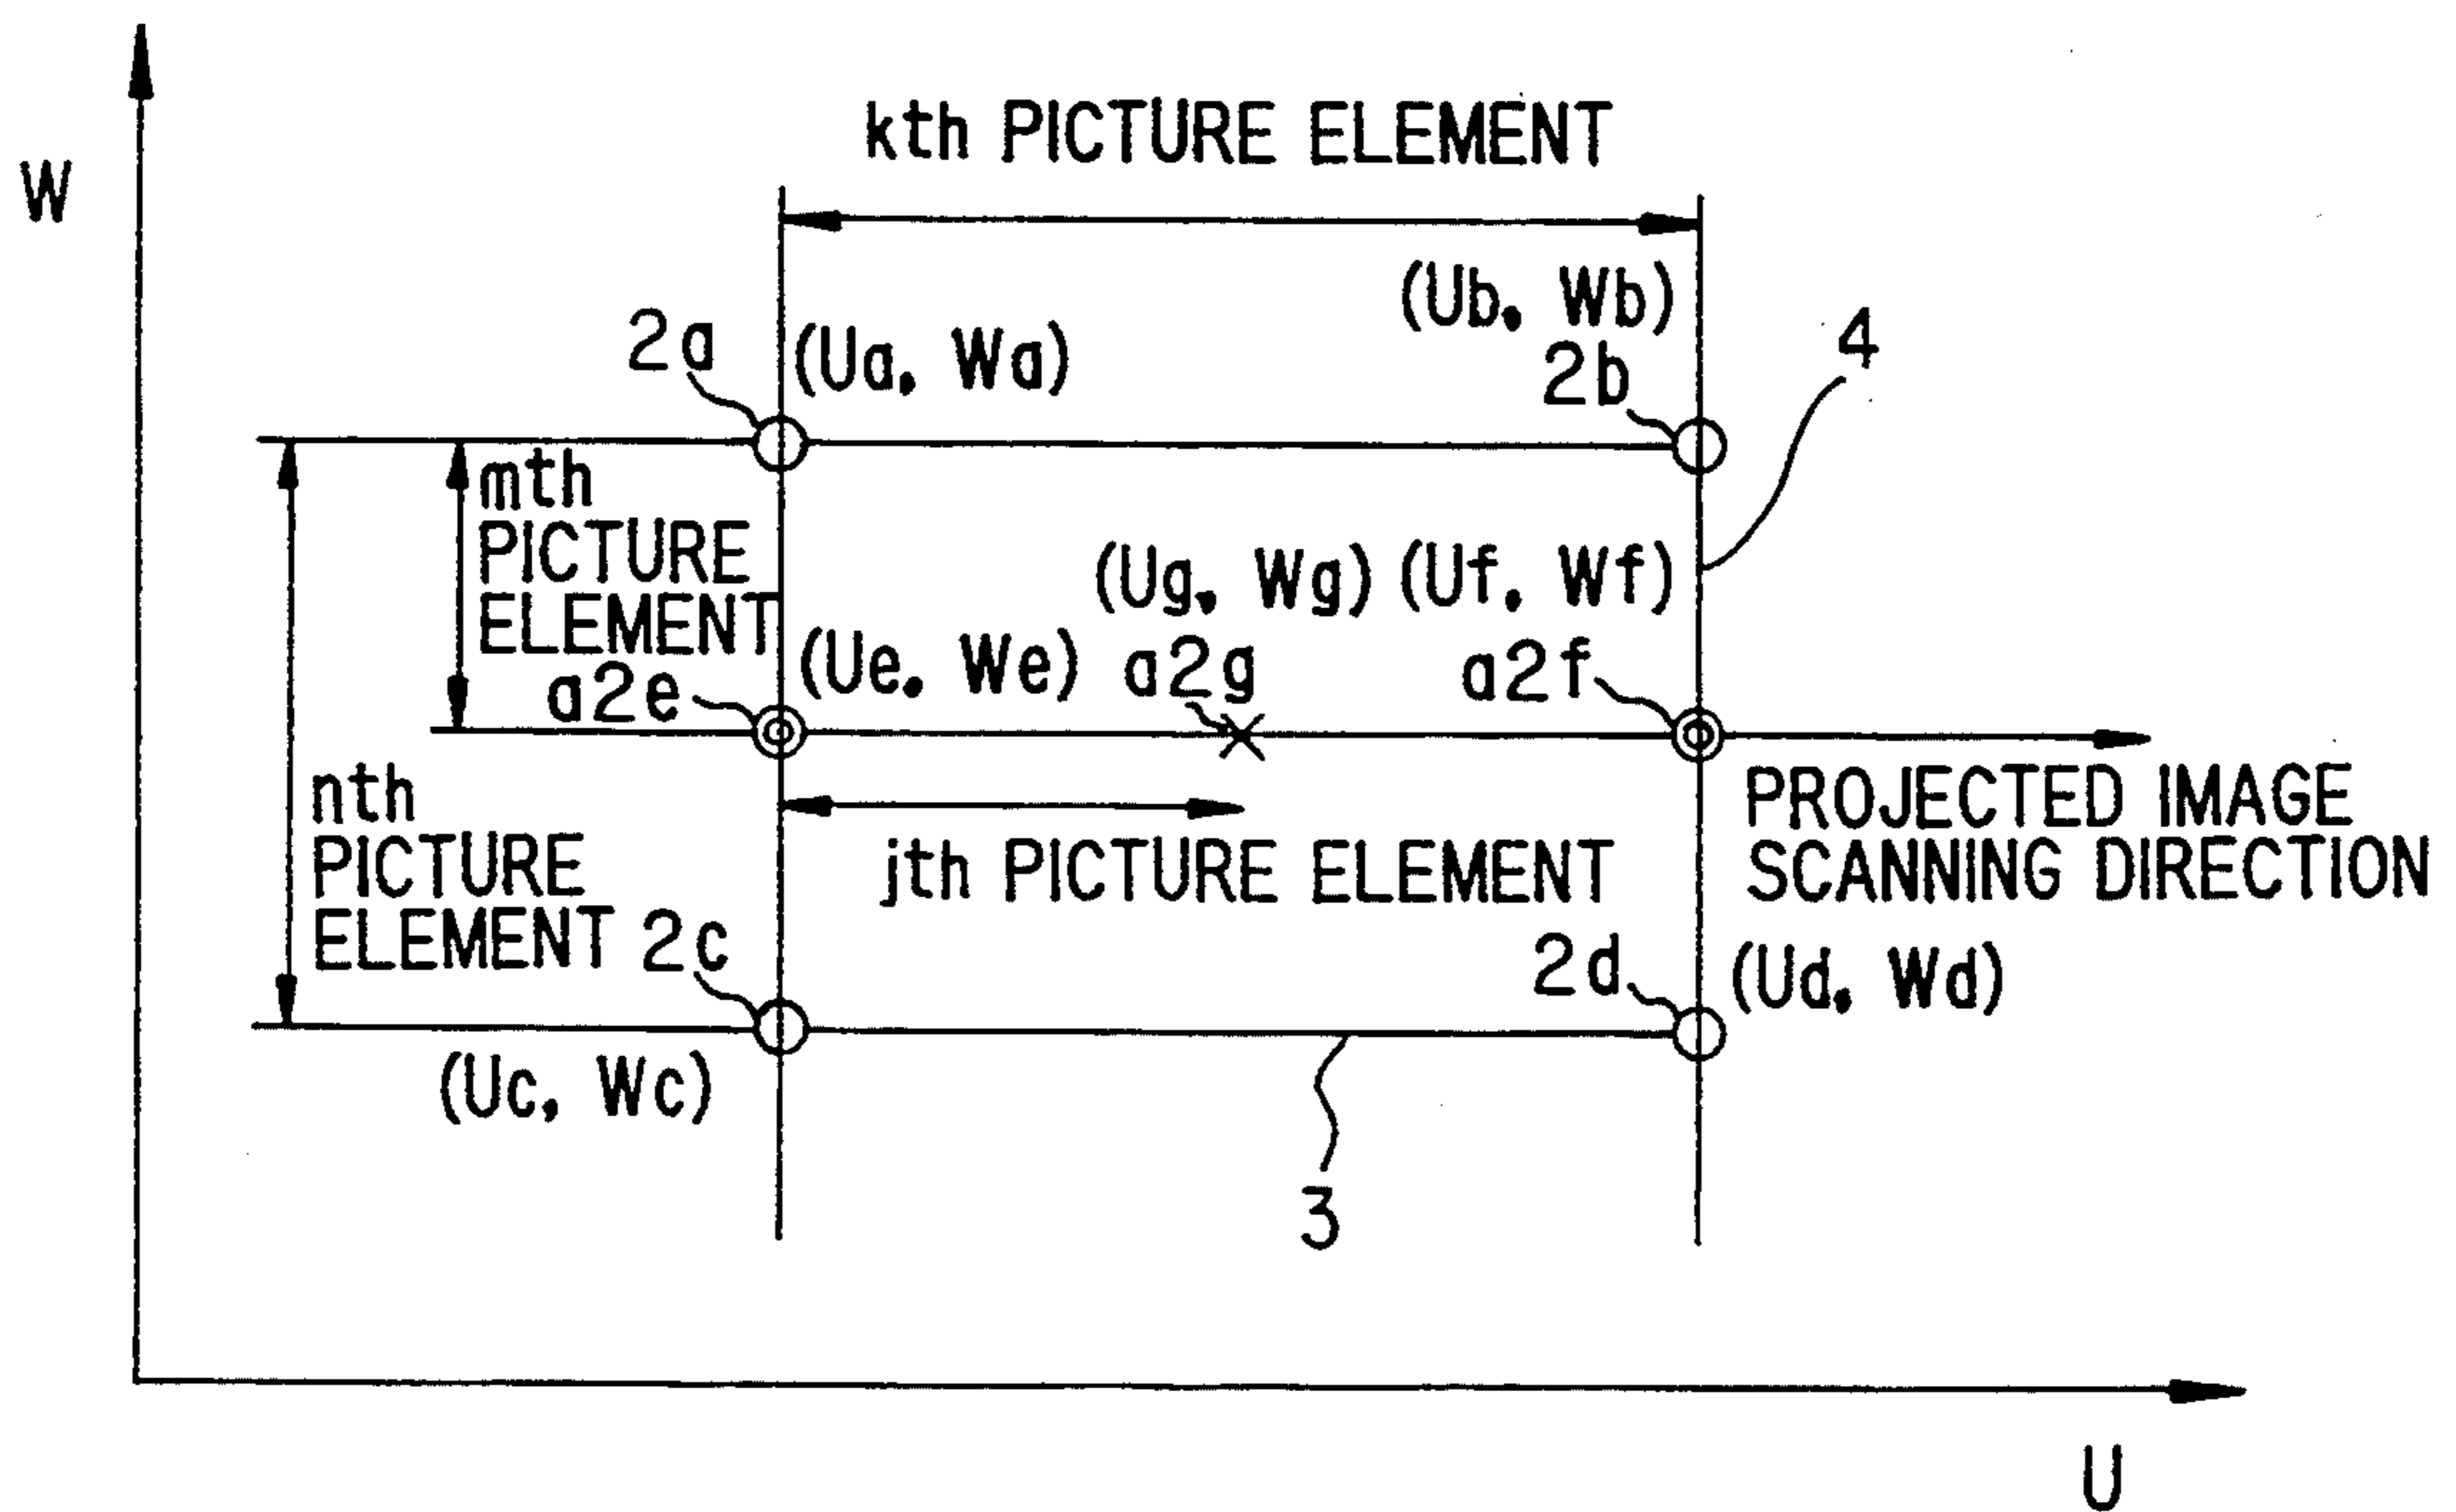 W
kth PICTURE ELEMENT
(Ub, Wb)
2a
(Ua, Wa)
2b
4
mth
PICTURE
ELEMENT
(Ug, Wg)
(Uf, Wf)
a2e
(Ue. We)
a2g
a2f
nth
PICTURE
ELEMENT
jth PICTURE ELEMENT
PROJECTED IMAGE
SCANNING DIRECTION
2c
2d
(Ud, Wd)
(Uc, Wc)
3
U